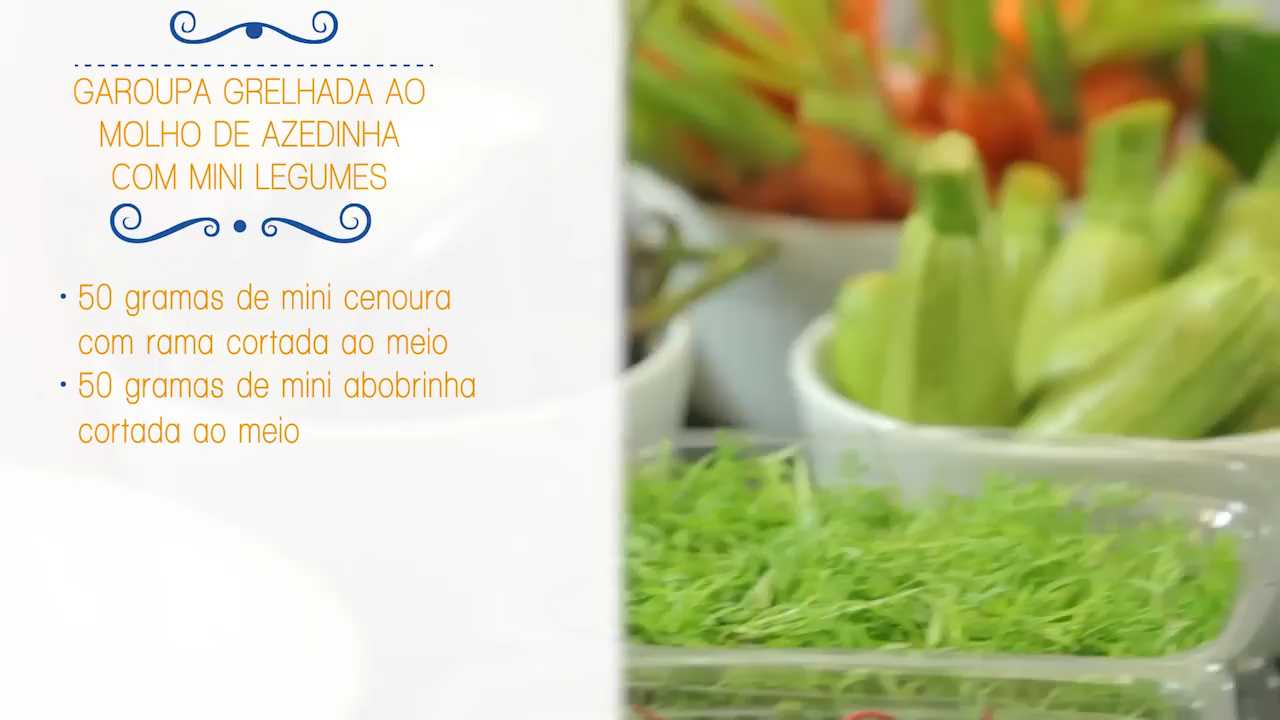 GAROUPA GRELHADA AO
MOLHO DE AZEDINHA
COM MINI LEGUMES
• 50 gramas de mini cenoura
com rama cortada ao meio
• 50 gramas de mini abobrinha
cortada ao meio